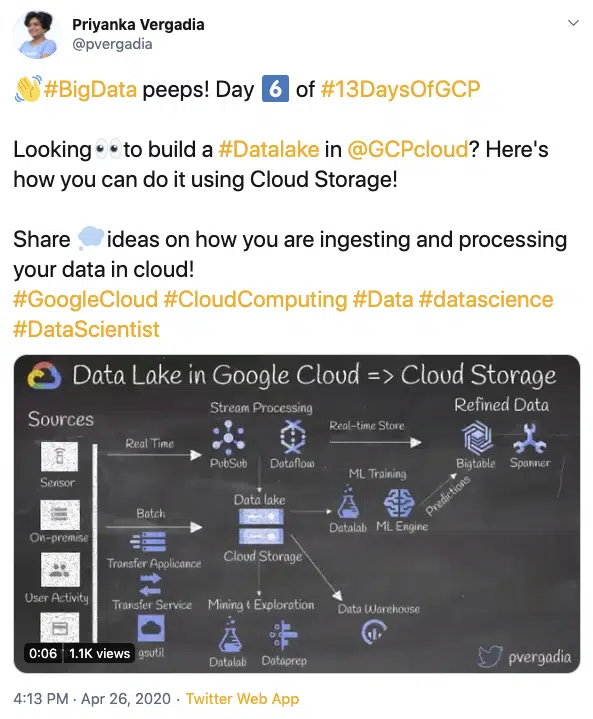 Priyanka Vergadia
@pvergadia
👋#BigData peeps! Day 6️⃣ of #13DaysOfGCP
Looking👀to build a #Datalake in @GCPcloud? Here's
how you can do it using Cloud Storage!
Share 💭ideas on how you are ingesting and processing
your data in cloud!
#GoogleCloud #CloudComputing #Data #datascience
#DataScientist
Data Lake in Google Cloud => Cloud Storage
Sources
Sensor
On-premise
User Activity
Real Time
Batch
Transfer Applicance
Transfer Service
gsutil
Stream Processing
PubSub
Dataflow
Data lake
Cloud Storage
Mining & Exploration
Datalab
Dataprep
Real-time Store
ML Training
Datalab
ML Engine
Predictions
Data Warehouse
Refined Data
Bigtable
Spanner
0:06
1.1K views
pvergadia
4:13 PM · Apr 26, 2020 · Twitter Web App